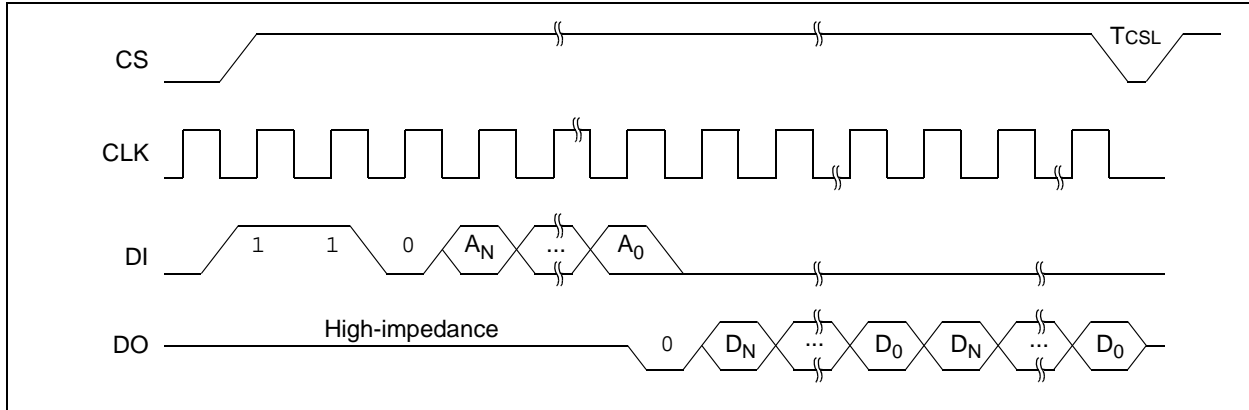 CS TCSL
CLK
DI 1 1 0 AN ... A0
DO High-impedance 0 DN ... D0 DN ... D0